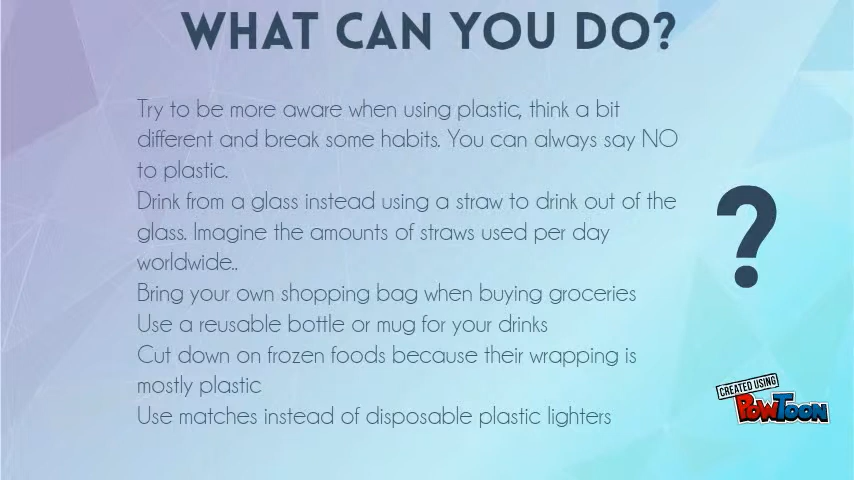 WHAT CAN YOU DO?
Try to be more aware when using plastic, think a bit
different and break some habits. You can always say NO
to plastic.
Drink from a glass instead using a straw to drink out of the
glass. Imagine the amounts of straws used per day
worldwide..
Bring your own shopping bag when buying groceries
Use a reusable bottle or mug for your drinks
Cut down on frozen foods because their wrapping is
mostly plastic
Use matches instead of disposable plastic lighters
?
CREATED USING
POWTOON